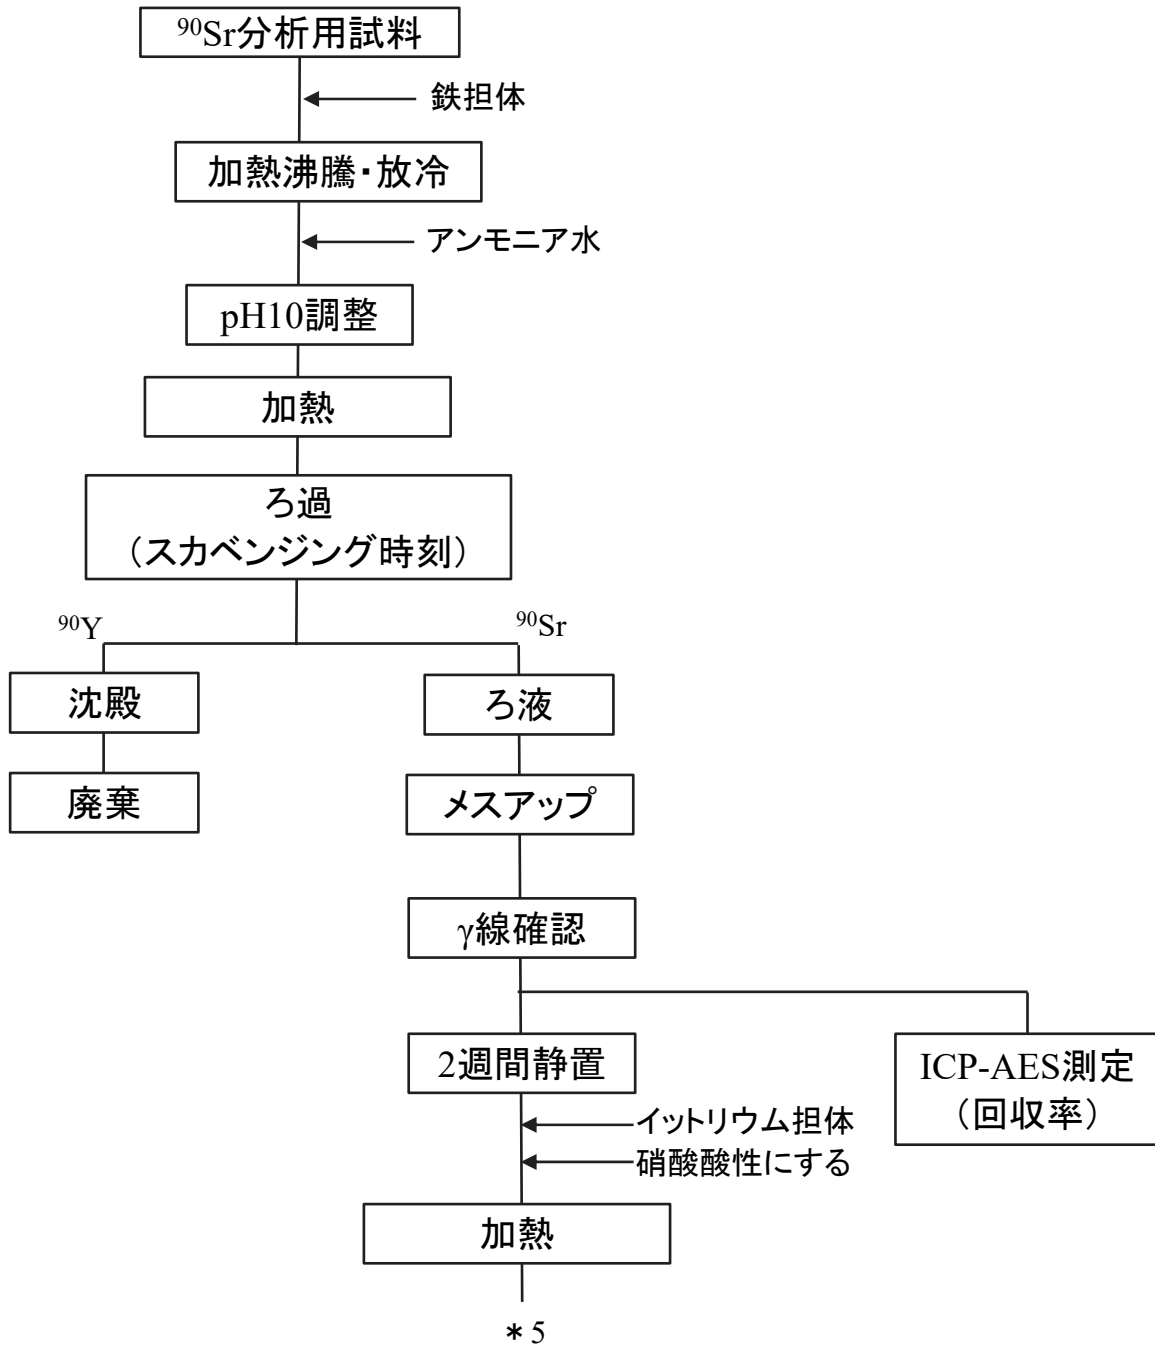 ⁹⁰Sr分析用試料
鉄担体
加熱沸騰・放冷
アンモニア水
pH10調整
加熱
ろ過
（スカベンジング時刻）
⁹⁰Y
⁹⁰Sr
沈殿
ろ液
廃棄
メスアップ
γ線確認
2週間静置
ICP-AES測定
（回収率）
イットリウム担体
硝酸酸性にする
加熱
＊5